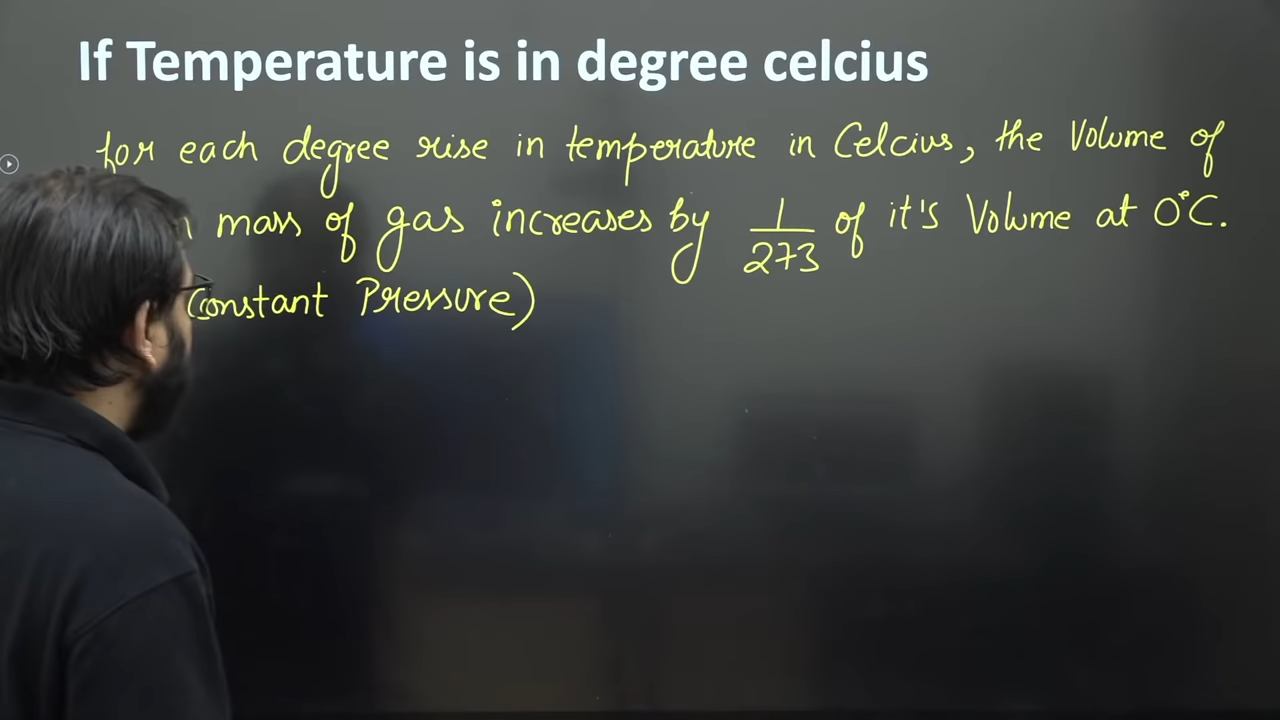 If Temperature is in degree celcius
for each degree rise in temperature in Celcius, the Volume of
mass of gas increases by 1/273 of it's Volume at 0°C.
(Constant Pressure)